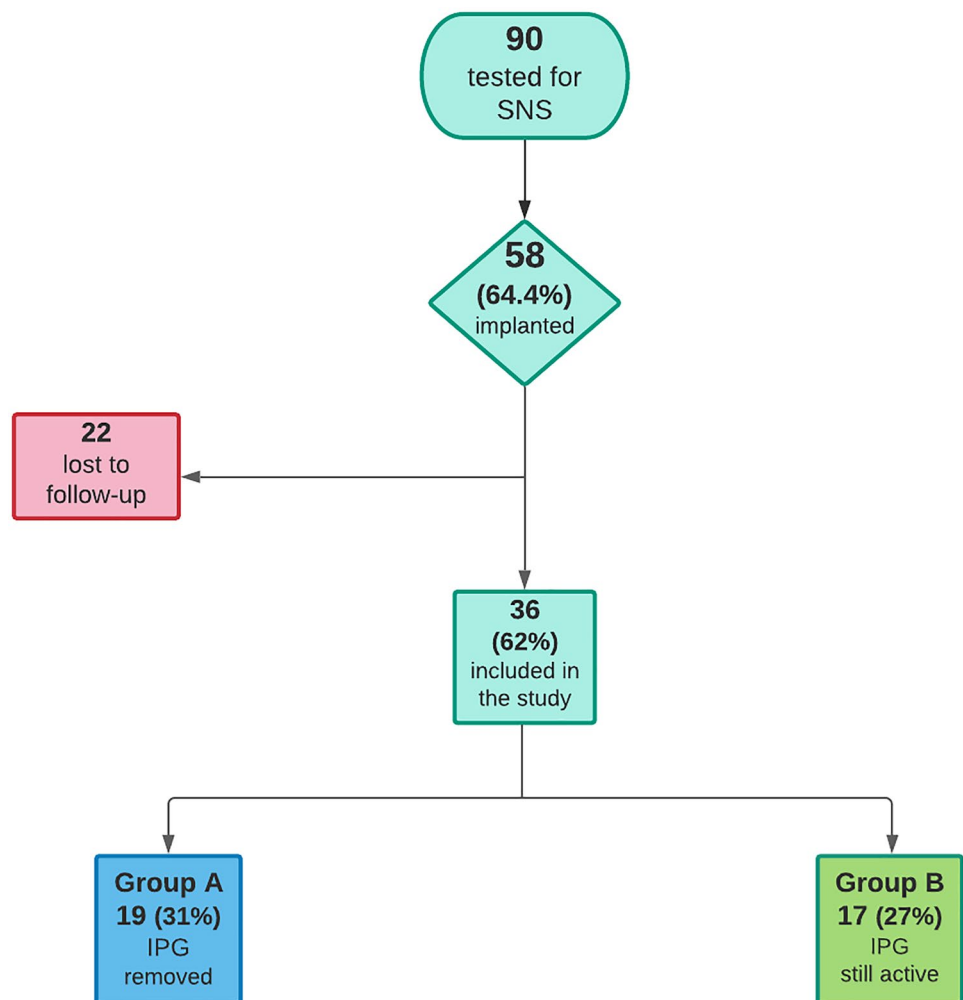 90
tested for
SNS
58
(64.4%)
implanted
22
lost to
follow-up
36
(62%)
included in
the study
Group A
19 (31%)
IPG
removed
Group B
17 (27%)
IPG
still active